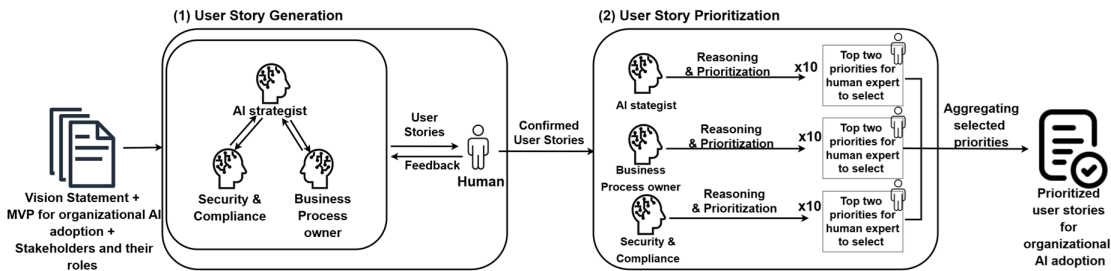 (1) User Story Generation
AI strategist
Security &
Compliance
Business
Process
owner
Vision Statement +
MVP for organizational AI
adoption +
Stakeholders and their
roles
User
Stories
Feedback
Human
Confirmed
User Stories
(2) User Story Prioritization
AI stategist
Reasoning
& Prioritization
x10
Top two
priorities for
human expert
to select
Business
Process owner
Reasoning
& Prioritization
x10
Top two
priorities for
human expert
to select
Security &
Compliance
Reasoning
& Prioritization
x10
Top two
priorities for
human expert
to select
Aggregating
selected
priorities
Prioritized
user stories
for
organizational
AI adoption